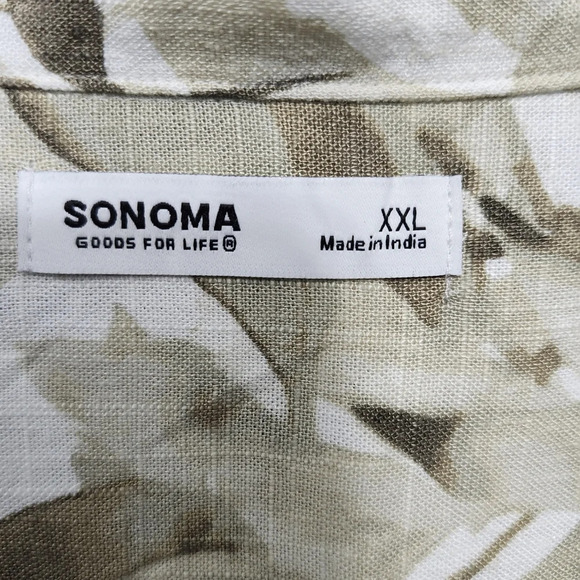 SONOMA
GOODS FOR LIFE®
XXL
Made in India